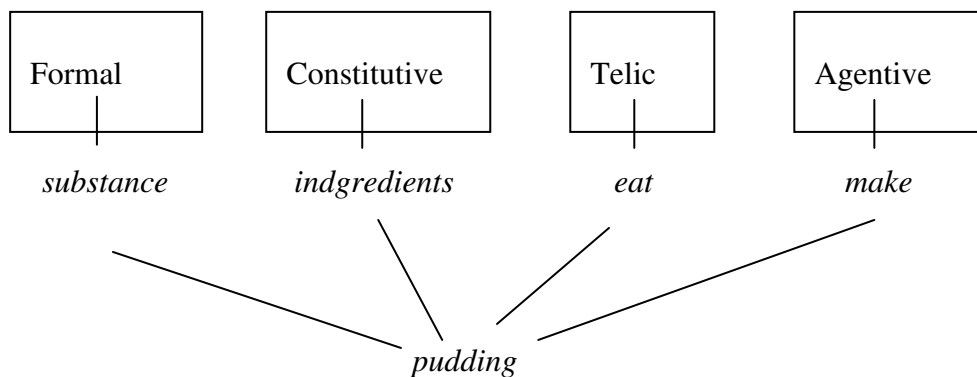 Formal Constitutive Telic Agentive
substance indgredients eat make
pudding